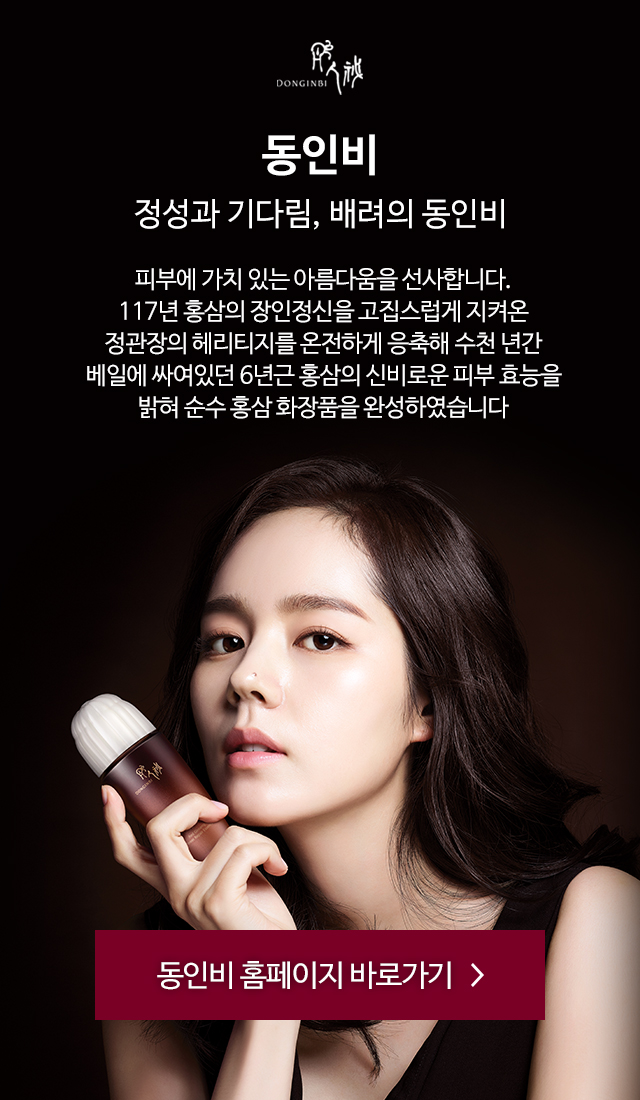 DONGINBI
동인비
정성과 기다림, 배려의 동인비
피부에 가치 있는 아름다움을 선사합니다.
117년 홍삼의 장인정신을 고집스럽게 지켜온
정관장의 헤리티지를 온전하게 응축해 수천 년간
베일에 싸여있던 6년근 홍삼의 신비로운 피부 효능을
밝혀 순수 홍삼 화장품을 완성하였습니다
동인비 홈페이지 바로가기 >